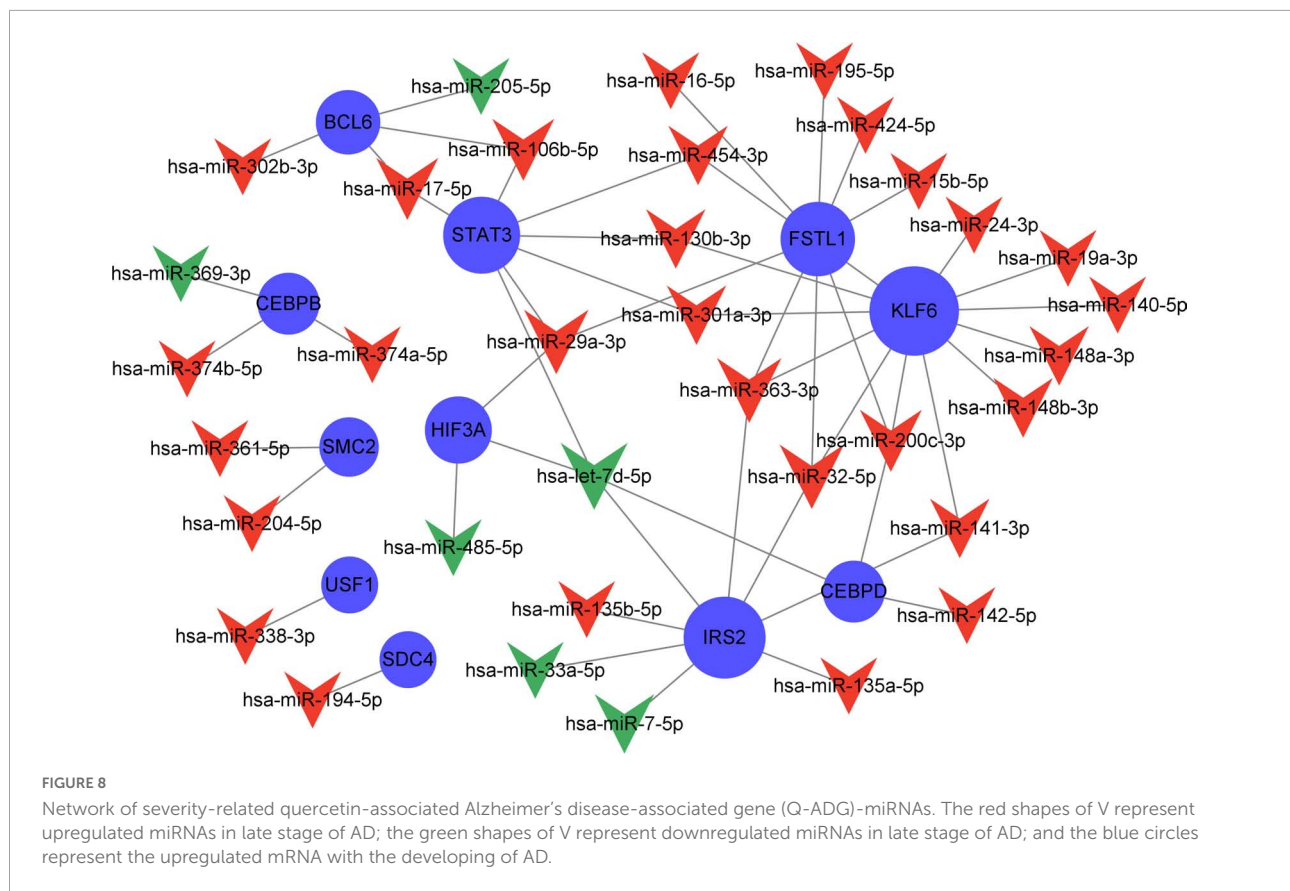 hsa-miR-205-5p
BCL6
hsa-miR-302b-3p
hsa-miR-106b-5p
hsa-miR-17-5p
hsa-miR-16-5p
hsa-miR-195-5p
hsa-miR-424-5p
hsa-miR-454-3p
hsa-miR-15b-5p
STAT3
hsa-miR-130b-3p
FSTL1
hsa-miR-24-3p
hsa-miR-19a-3p
hsa-miR-369-3p
CEBPB
hsa-miR-374b-5p
hsa-miR-374a-5p
hsa-miR-301a-3p
hsa-miR-29a-3p
KLF6
hsa-miR-140-5p
hsa-miR-148a-3p
hsa-miR-148b-3p
hsa-miR-363-3p
hsa-miR-361-5p
SMC2
HIF3A
hsa-miR-200c-3p
hsa-let-7d-5p
hsa-miR-32-5p
hsa-miR-204-5p
hsa-miR-485-5p
hsa-miR-141-3p
USF1
hsa-miR-338-3p
hsa-miR-135b-5p
CEBPD
hsa-miR-142-5p
IRS2
SDC4
hsa-miR-194-5p
hsa-miR-33a-5p
hsa-miR-135a-5p
hsa-miR-7-5p
FIGURE 8
Network of severity-related quercetin-associated Alzheimer’s disease-associated gene (Q-ADG)-miRNAs. The red shapes of V represent
upregulated miRNAs in late stage of AD; the green shapes of V represent downregulated miRNAs in late stage of AD; and the blue circles
represent the upregulated mRNA with the developing of AD.